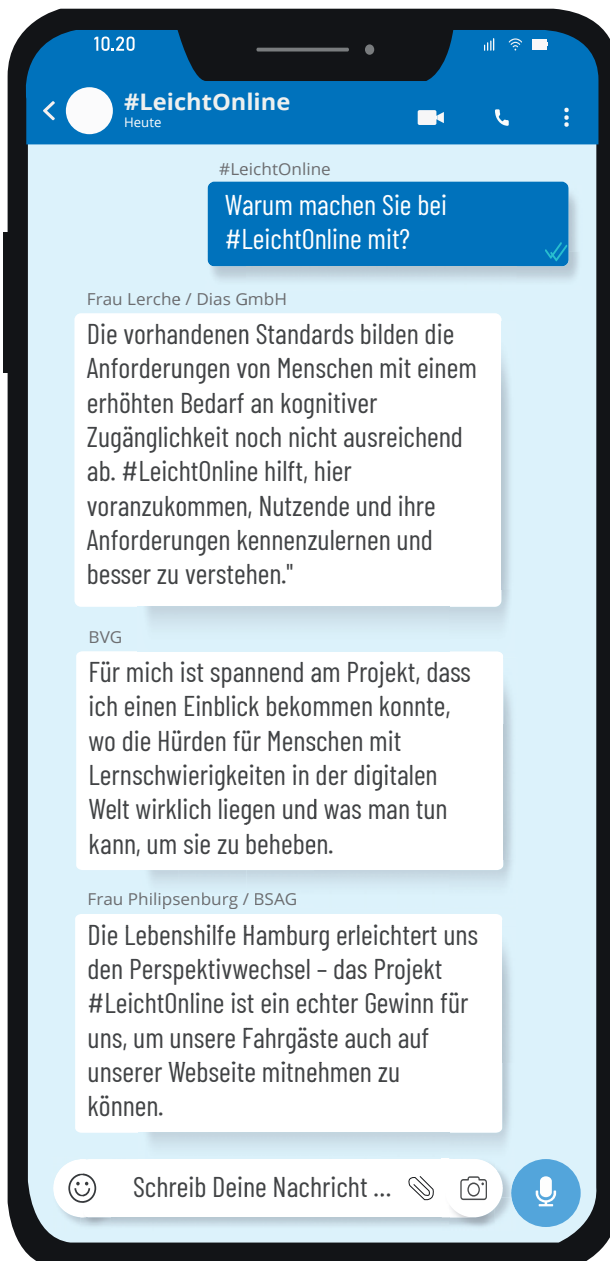 10.20
#LeichtOnline
Heute
#LeichtOnline
Warum machen Sie bei
#LeichtOnline mit?
Frau Lerche / Dias GmbH
Die vorhandenen Standards bilden die
Anforderungen von Menschen mit einem
erhöhten Bedarf an kognitiver
Zugänglichkeit noch nicht ausreichend
ab. #LeichtOnline hilft, hier
voranzukommen, Nutzende und ihre
Anforderungen kennenzulernen und
besser zu verstehen."
BVG
Für mich ist spannend am Projekt, dass
ich einen Einblick bekommen konnte,
wo die Hürden für Menschen mit
Lernschwierigkeiten in der digitalen
Welt wirklich liegen und was man tun
kann, um sie zu beheben.
Frau Philipsenburg / BSAG
Die Lebenshilfe Hamburg erleichtert uns
den Perspektivwechsel – das Projekt
#LeichtOnline ist ein echter Gewinn für
uns, um unsere Fahrgäste auch auf
unserer Webseite mitnehmen zu
können.
Schreib Deine Nachricht ...